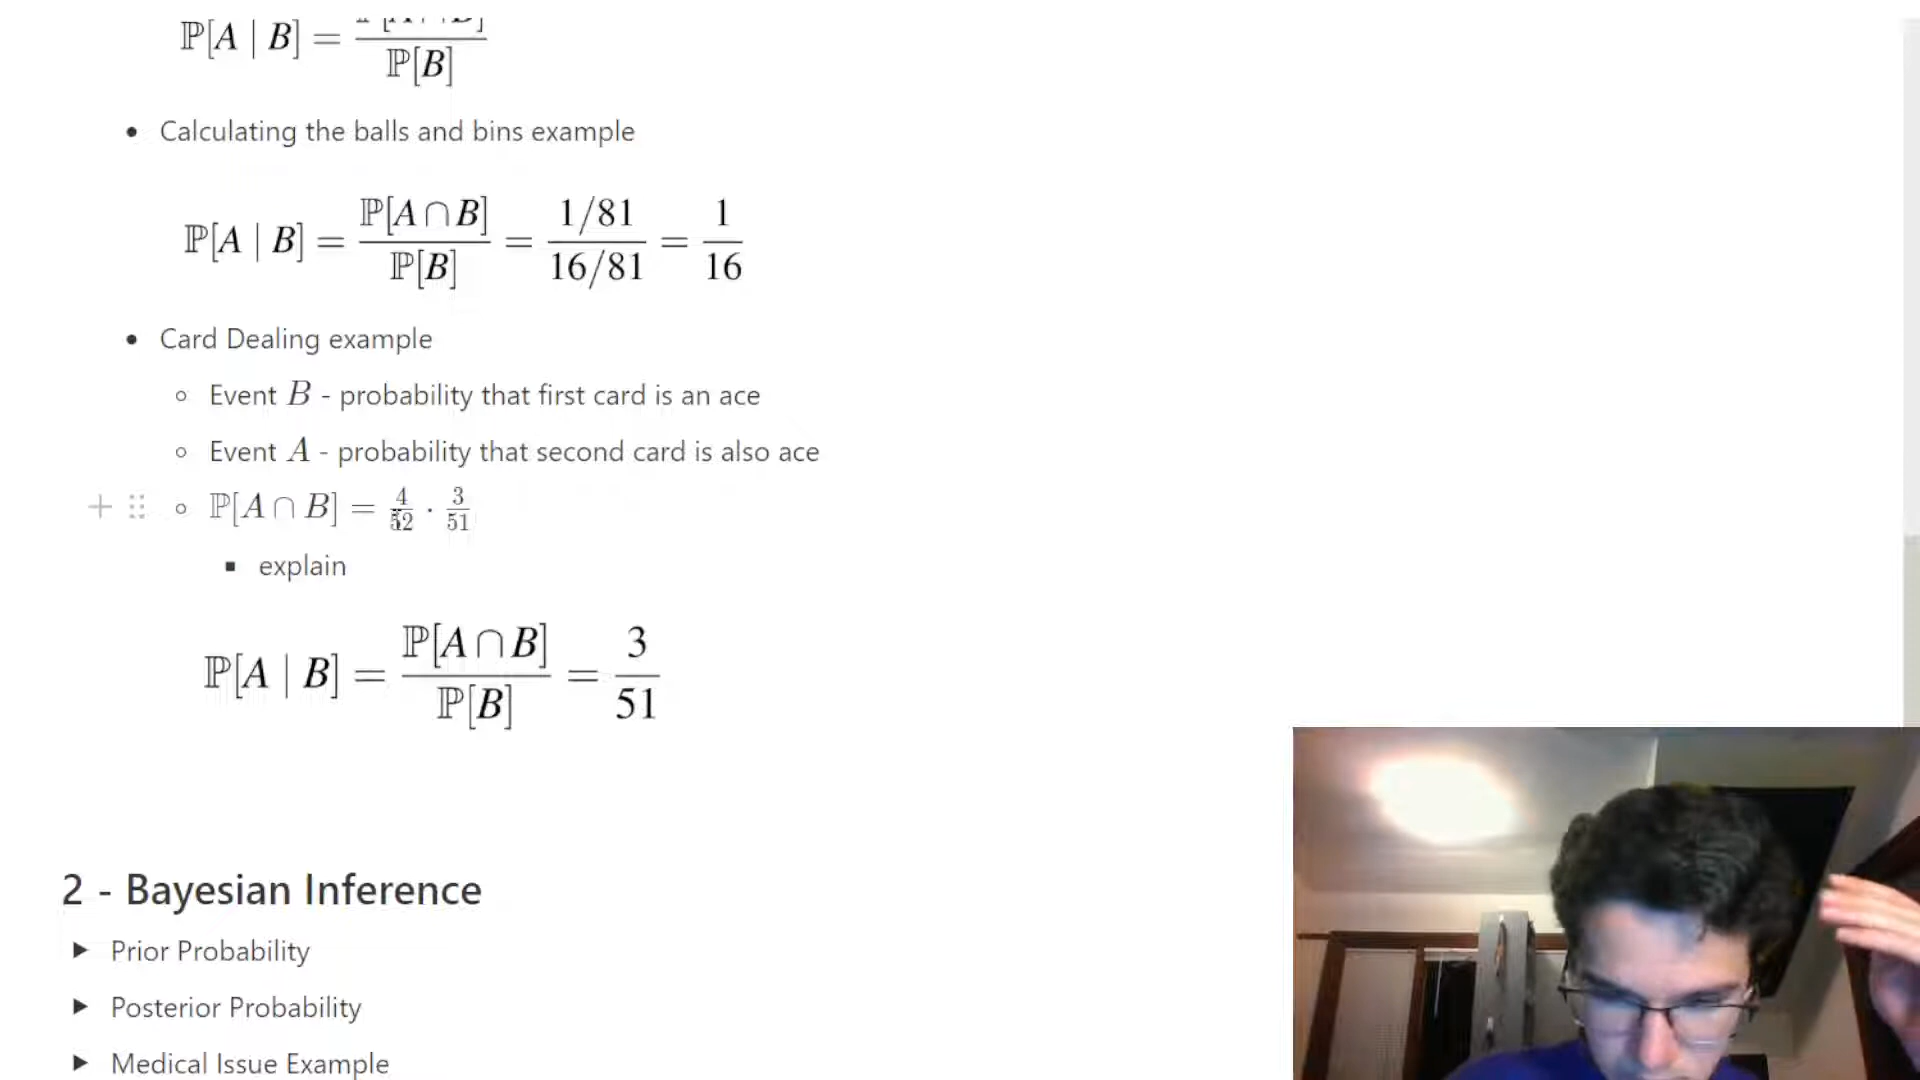 ℙ[A | B] = / ℙ[B]
• Calculating the balls and bins example
ℙ[A | B] = ℙ[A ∩ B] / ℙ[B] = 1/81 / 16/81 = 1 / 16
• Card Dealing example
◦ Event B - probability that first card is an ace
◦ Event A - probability that second card is also ace
◦ ℙ[A ∩ B] = 4/52 · 3/51
▪ explain
ℙ[A | B] = ℙ[A ∩ B] / ℙ[B] = 3 / 51
2 - Bayesian Inference
▶ Prior Probability
▶ Posterior Probability
▶ Medical Issue Example